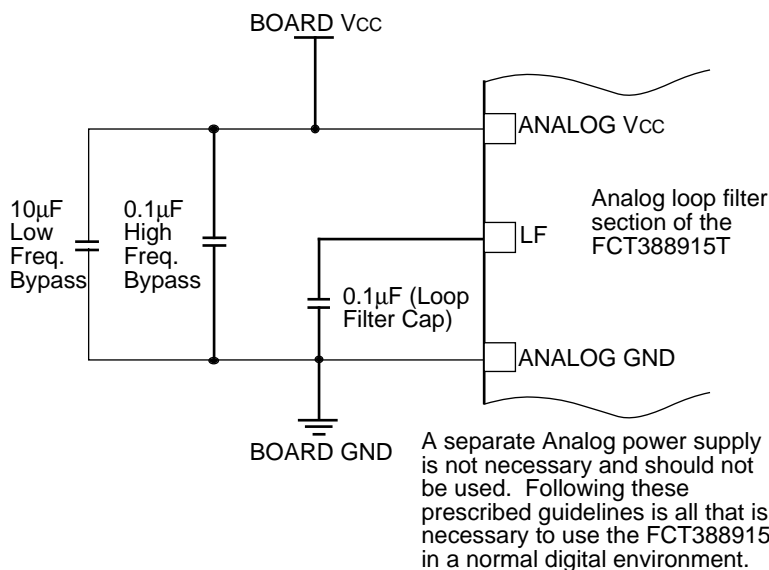 BOARD VCC
ANALOG VCC
10μF
Low
Freq.
Bypass
0.1μF
High
Freq.
Bypass
LF
Analog loop filter
section of the
FCT388915T
0.1μF (Loop
Filter Cap)
ANALOG GND
BOARD GND
A separate Analog power supply
is not necessary and should not
be used. Following these
prescribed guidelines is all that is
necessary to use the FCT388915
in a normal digital environment.